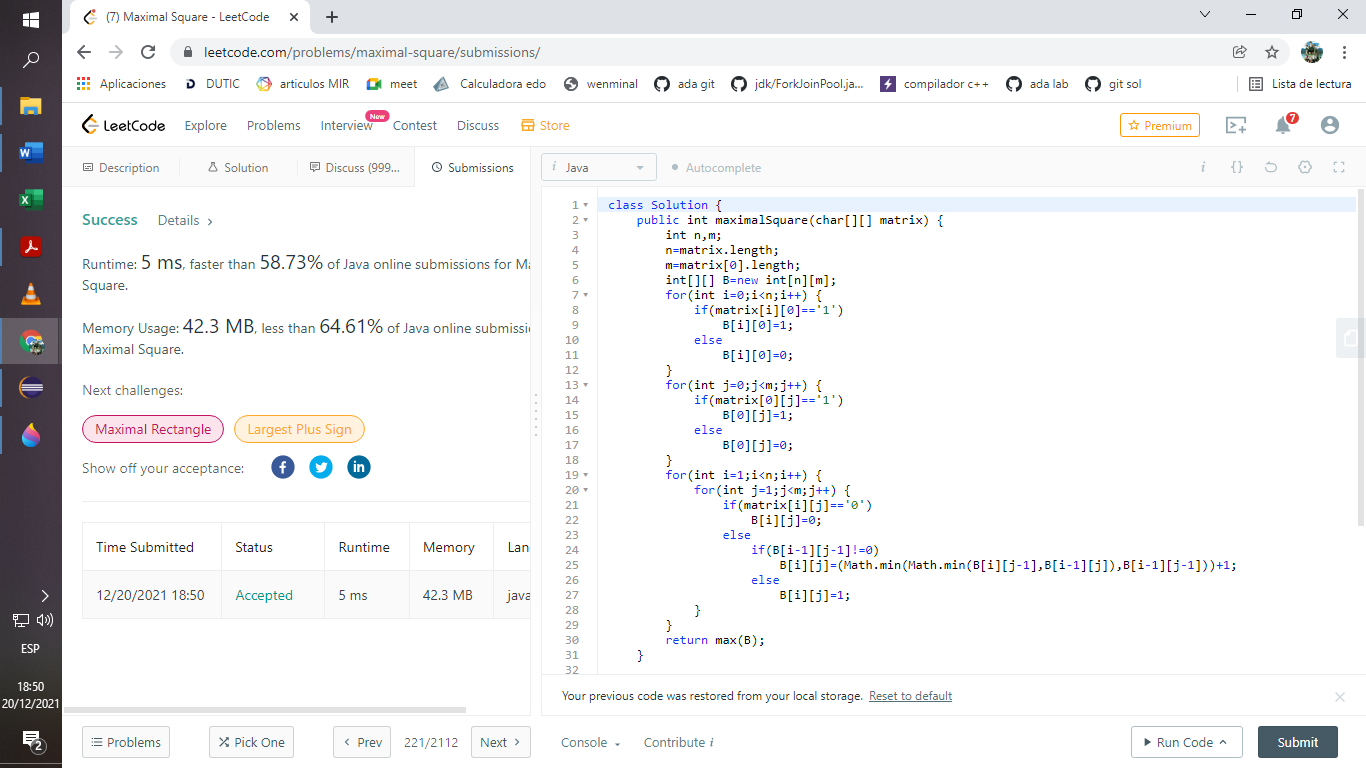 (7) Maximal Square - LeetCode
leetcode.com/problems/maximal-square/submissions/
Aplicaciones DUTIC articulos MIR meet Calculadora edo wenminal ada git jdk/ForkJoinPool.ja... compilador c++ ada lab git sol Lista de lectura
LeetCode Explore Problems Interview New Contest Discuss Store Premium 7
Description Solution Discuss (999... Submissions
i Java Autocomplete
Success Details >
Runtime: 5 ms, faster than 58.73% of Java online submissions for Ma
Square.
Memory Usage: 42.3 MB, less than 64.61% of Java online submissi
Maximal Square.
Next challenges:
Maximal Rectangle Largest Plus Sign
Show off your acceptance:
Time Submitted Status Runtime Memory Lan
12/20/2021 18:50 Accepted 5 ms 42.3 MB java
1 class Solution {
2 public int maximalSquare(char[][] matrix) {
3 int n,m;
4 n=matrix.length;
5 m=matrix[0].length;
6 int[][] B=new int[n][m];
7 for(int i=0;i<n;i++) {
8 if(matrix[i][0]=='1')
9 B[i][0]=1;
10 else
11 B[i][0]=0;
12 }
13 for(int j=0;j<m;j++) {
14 if(matrix[0][j]=='1')
15 B[0][j]=1;
16 else
17 B[0][j]=0;
18 }
19 for(int i=1;i<n;i++) {
20 for(int j=1;j<m;j++) {
21 if(matrix[i][j]=='0')
22 B[i][j]=0;
23 else
24 if(B[i-1][j-1]!=0)
25 B[i][j]=(Math.min(Math.min(B[i][j-1],B[i-1][j]),B[i-1][j-1]))+1;
26 else
27 B[i][j]=1;
28 }
29 }
30 return max(B);
31 }
32
Your previous code was restored from your local storage. Reset to default
Problems Pick One < Prev 221/2112 Next > Console Contribute i Run Code Submit
ESP
18:50
20/12/2021
2